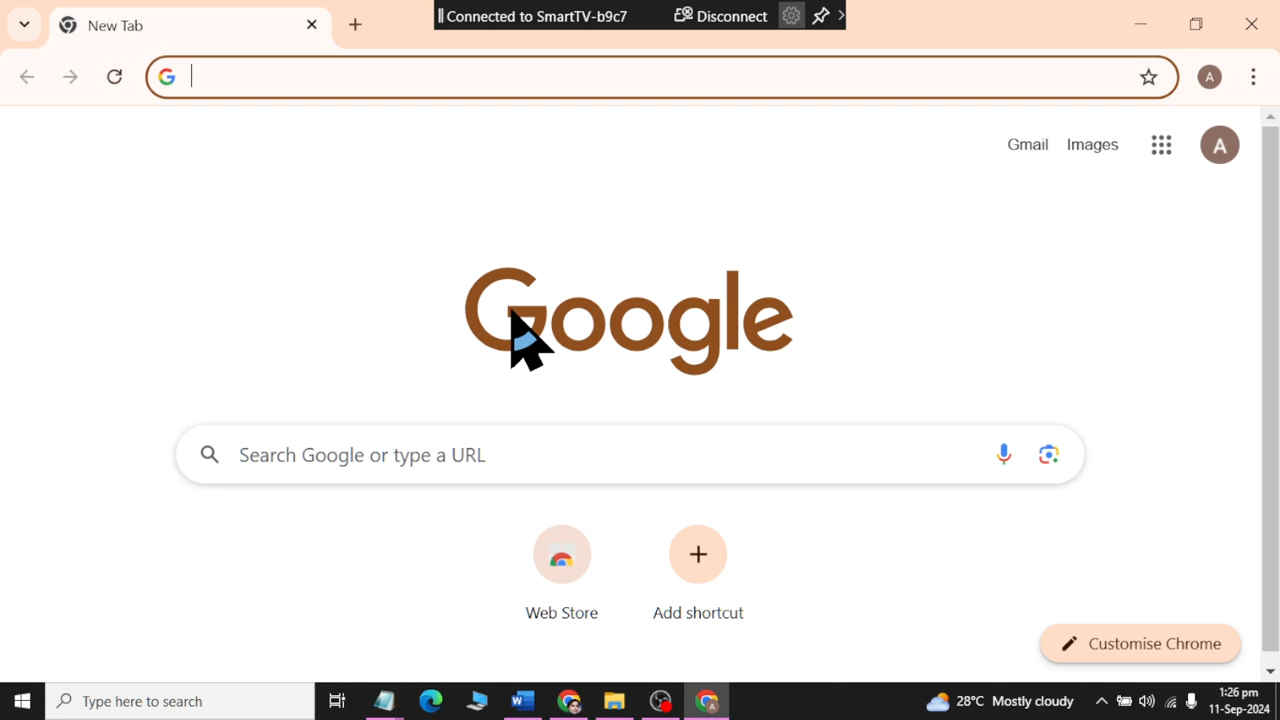 New Tab
Connected to SmartTV-b9c7 Disconnect
A
Gmail Images A
Google
Search Google or type a URL
Web Store Add shortcut
Customise Chrome
Type here to search
28°C Mostly cloudy
1:26 pm
11-Sep-2024